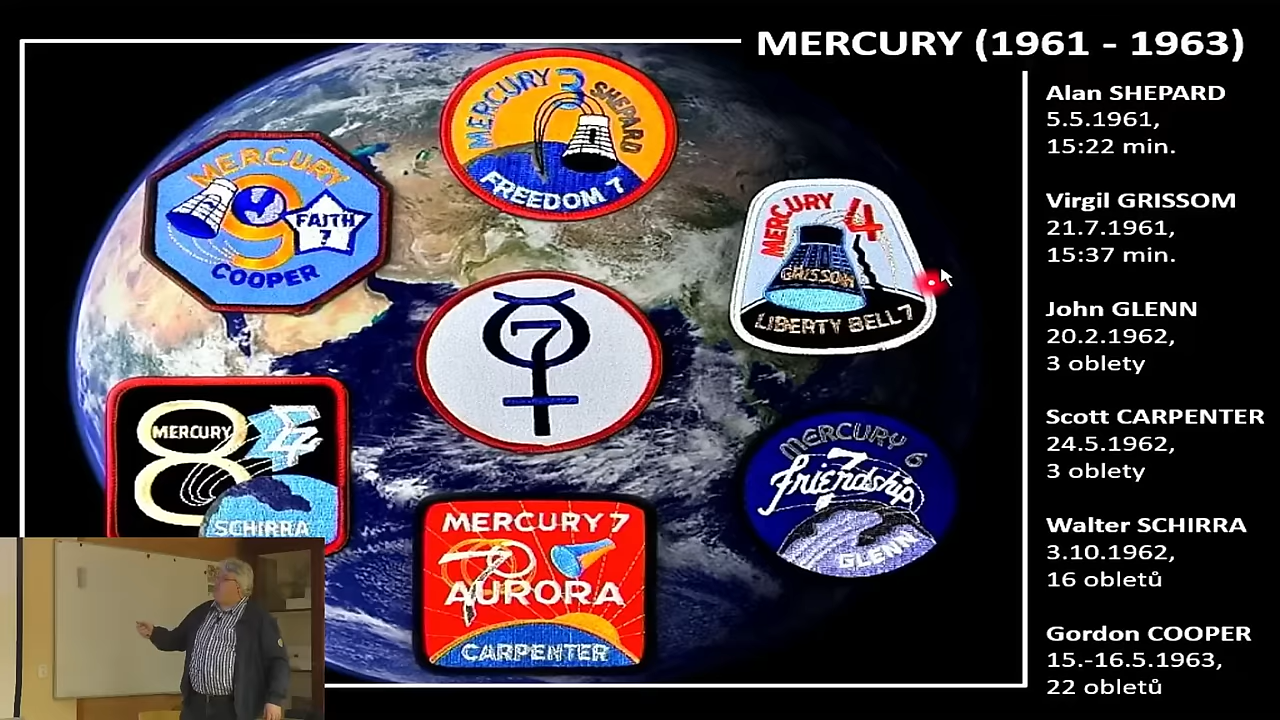 MERCURY (1961 - 1963)
Alan SHEPARD
5.5.1961,
15:22 min.
Virgil GRISSOM
21.7.1961,
15:37 min.
John GLENN
20.2.1962,
3 oblety
Scott CARPENTER
24.5.1962,
3 oblety
Walter SCHIRRA
3.10.1962,
16 obletů
Gordon COOPER
15.-16.5.1963,
22 obletů
MERCURY 3 SHEPARD
FREEDOM 7
MERCURY
9
FAITH
7
COOPER
MERCURY 4
GRISSOM
LIBERTY BELL 7
7
MERCURY
8
SCHIRRA
MERCURY 6
friendship 7
GLENN
MERCURY 7
7
AURORA
CARPENTER